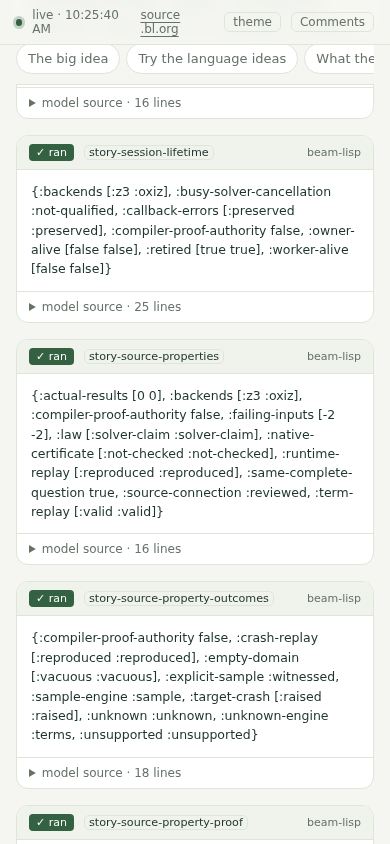 live · 10:25:40
AM
source
.bl.org
theme
Comments
The big idea
Try the language ideas
What the
▶ model source · 16 lines
✓ ran story-session-lifetime beam-lisp
{:backends [:z3 :oxiz], :busy-solver-cancellation
:not-qualified, :callback-errors [:preserved
:preserved], :compiler-proof-authority false, :owner-
alive [false false], :retired [true true], :worker-alive
[false false]}
▶ model source · 25 lines
✓ ran story-source-properties beam-lisp
{:actual-results [0 0], :backends [:z3 :oxiz],
:compiler-proof-authority false, :failing-inputs [-2
-2], :law [:solver-claim :solver-claim], :native-
certificate [:not-checked :not-checked], :runtime-
replay [:reproduced :reproduced], :same-complete-
question true, :source-connection :reviewed, :term-
replay [:valid :valid]}
▶ model source · 16 lines
✓ ran story-source-property-outcomes beam-lisp
{:compiler-proof-authority false, :crash-replay
[:reproduced :reproduced], :empty-domain
[:vacuous :vacuous], :explicit-sample :witnessed,
:sample-engine :sample, :target-crash [:raised
:raised], :unknown :unknown, :unknown-engine
:terms, :unsupported :unsupported}
▶ model source · 18 lines
✓ ran story-source-property-proof beam-lisp